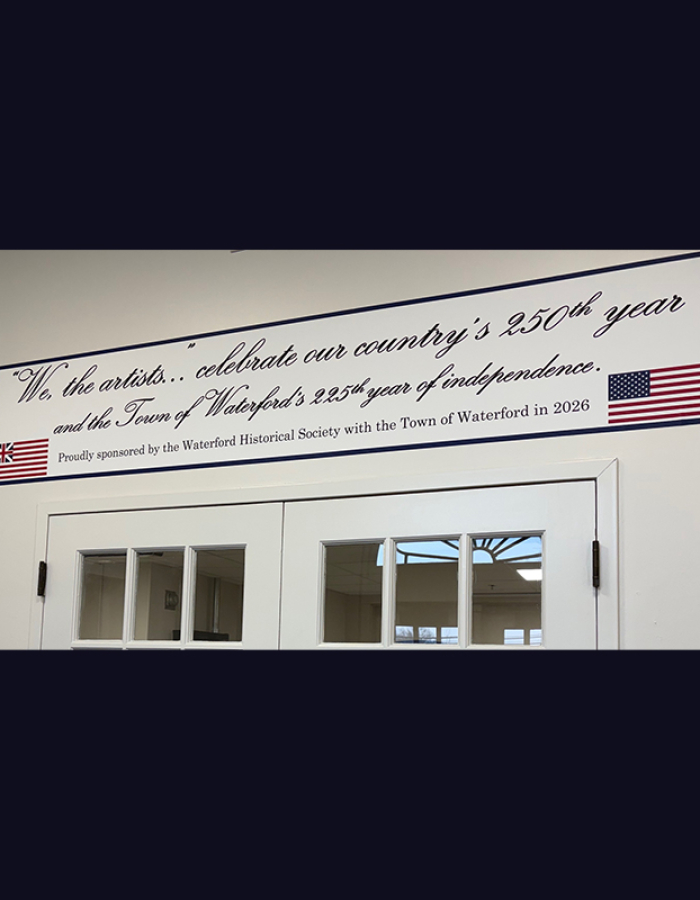 "We, the artists..." celebrate our country's 250th year
and the Town of Waterford's 225th year of independence.
Proudly sponsored by the Waterford Historical Society with the Town of Waterford in 2026